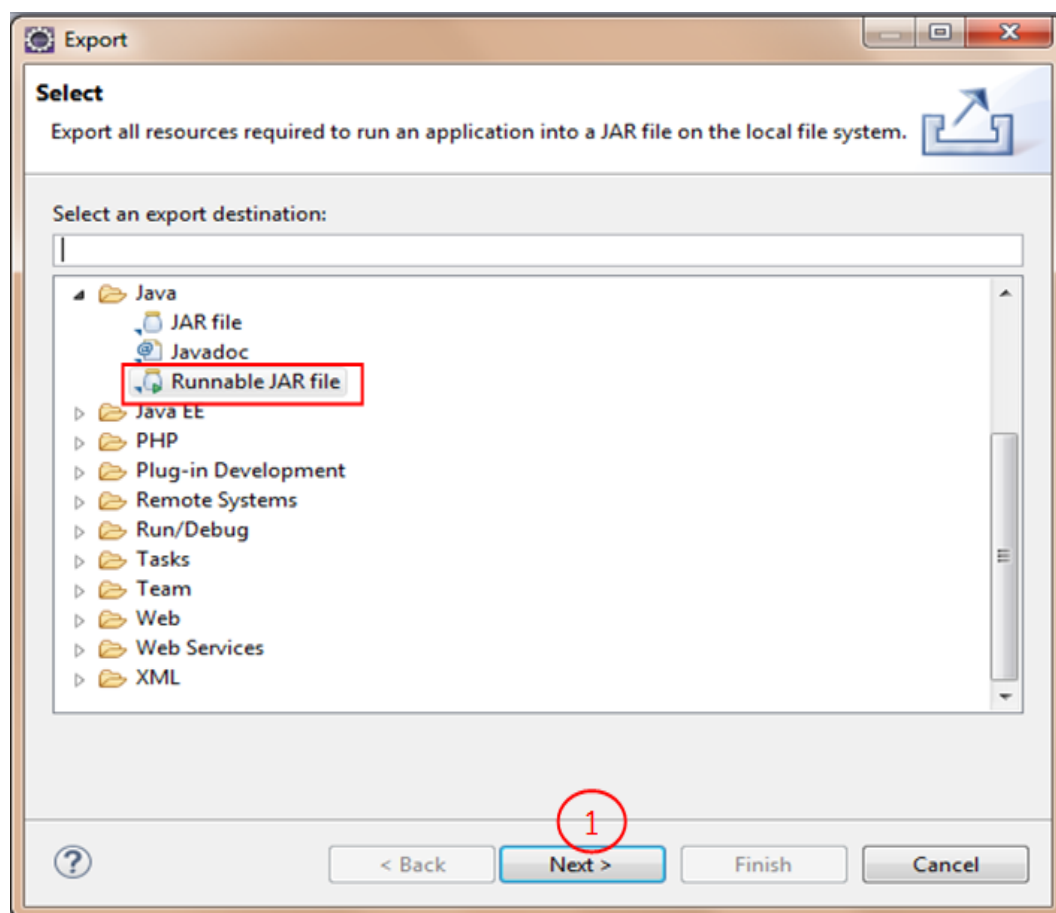 Export
Select
Export all resources required to run an application into a JAR file on the local file system.
Select an export destination:
Java
JAR file
Javadoc
Runnable JAR file
Java EE
PHP
Plug-in Development
Remote Systems
Run/Debug
Tasks
Team
Web
Web Services
XML
1
? < Back Next > Finish Cancel